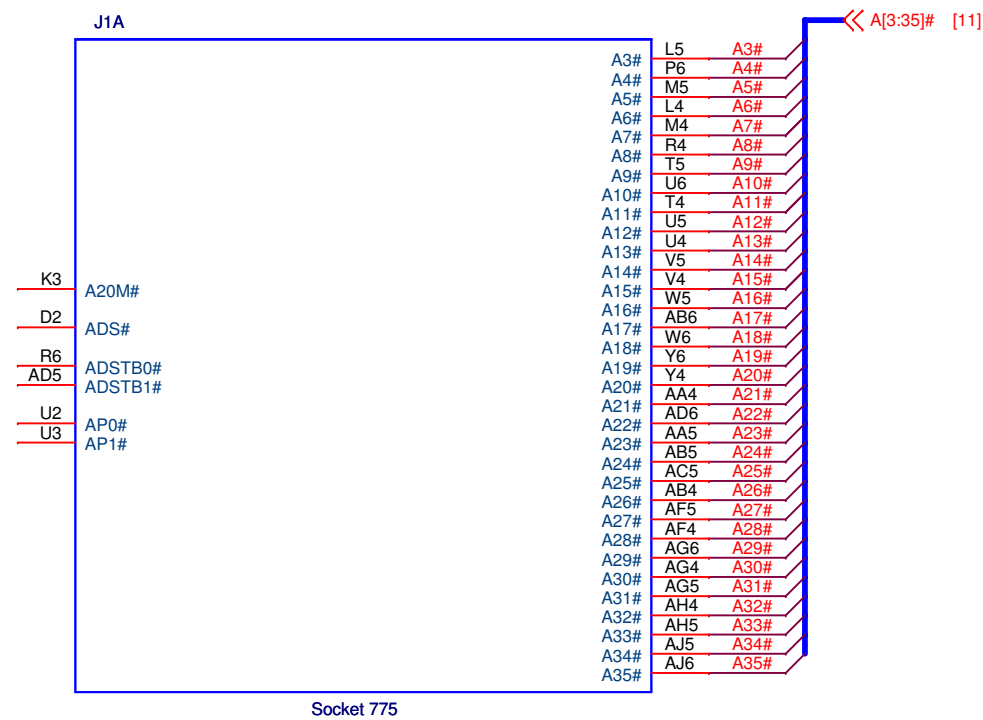 J1A
A[3:35]# [11]
A3# L5 A3#
A4# P6 A4#
A5# M5 A5#
A6# L4 A6#
A7# M4 A7#
A8# R4 A8#
A9# T5 A9#
A10# U6 A10#
A11# T4 A11#
A12# U5 A12#
A13# U4 A13#
A14# V5 A14#
K3 A20M# A15# V4 A15#
A16# W5 A16#
D2 ADS# A17# AB6 A17#
A18# W6 A18#
R6 ADSTB0# A19# Y6 A19#
AD5 ADSTB1# A20# Y4 A20#
A21# AA4 A21#
U2 AP0# A22# AD6 A22#
U3 AP1# A23# AA5 A23#
A24# AB5 A24#
A25# AC5 A25#
A26# AB4 A26#
A27# AF5 A27#
A28# AF4 A28#
A29# AG6 A29#
A30# AG4 A30#
A31# AG5 A31#
A32# AH4 A32#
A33# AH5 A33#
A34# AJ5 A34#
A35# AJ6 A35#
Socket 775